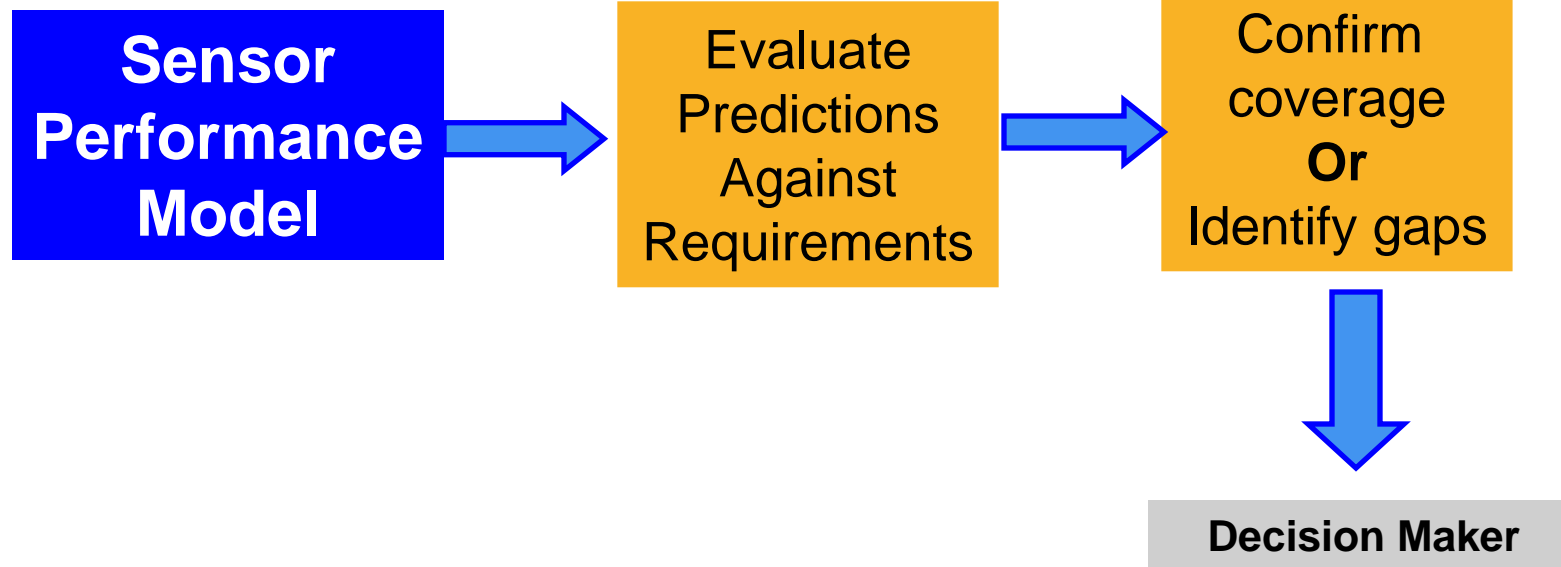 Sensor
Performance
Model
Evaluate
Predictions
Against
Requirements
Confirm
coverage
Or
Identify gaps
Decision Maker